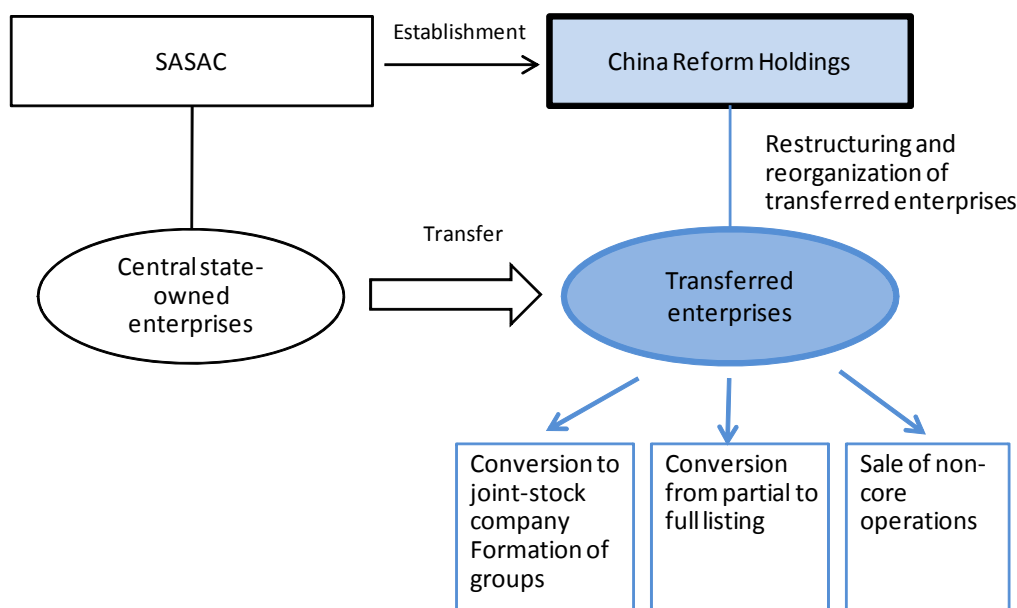 SASAC
Establishment
China Reform Holdings
Restructuring and
reorganization of
transferred enterprises
Central state-
owned
enterprises
Transfer
Transferred
enterprises
Conversion to
joint-stock
company
Formation of
groups
Conversion
from partial to
full listing
Sale of non-
core
operations